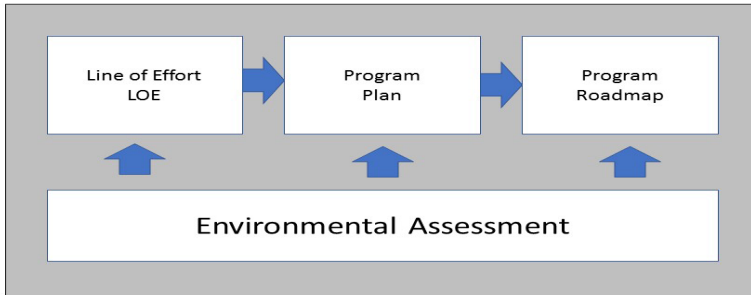 Line of Effort
LOE
Program
Plan
Program
Roadmap
Environmental Assessment